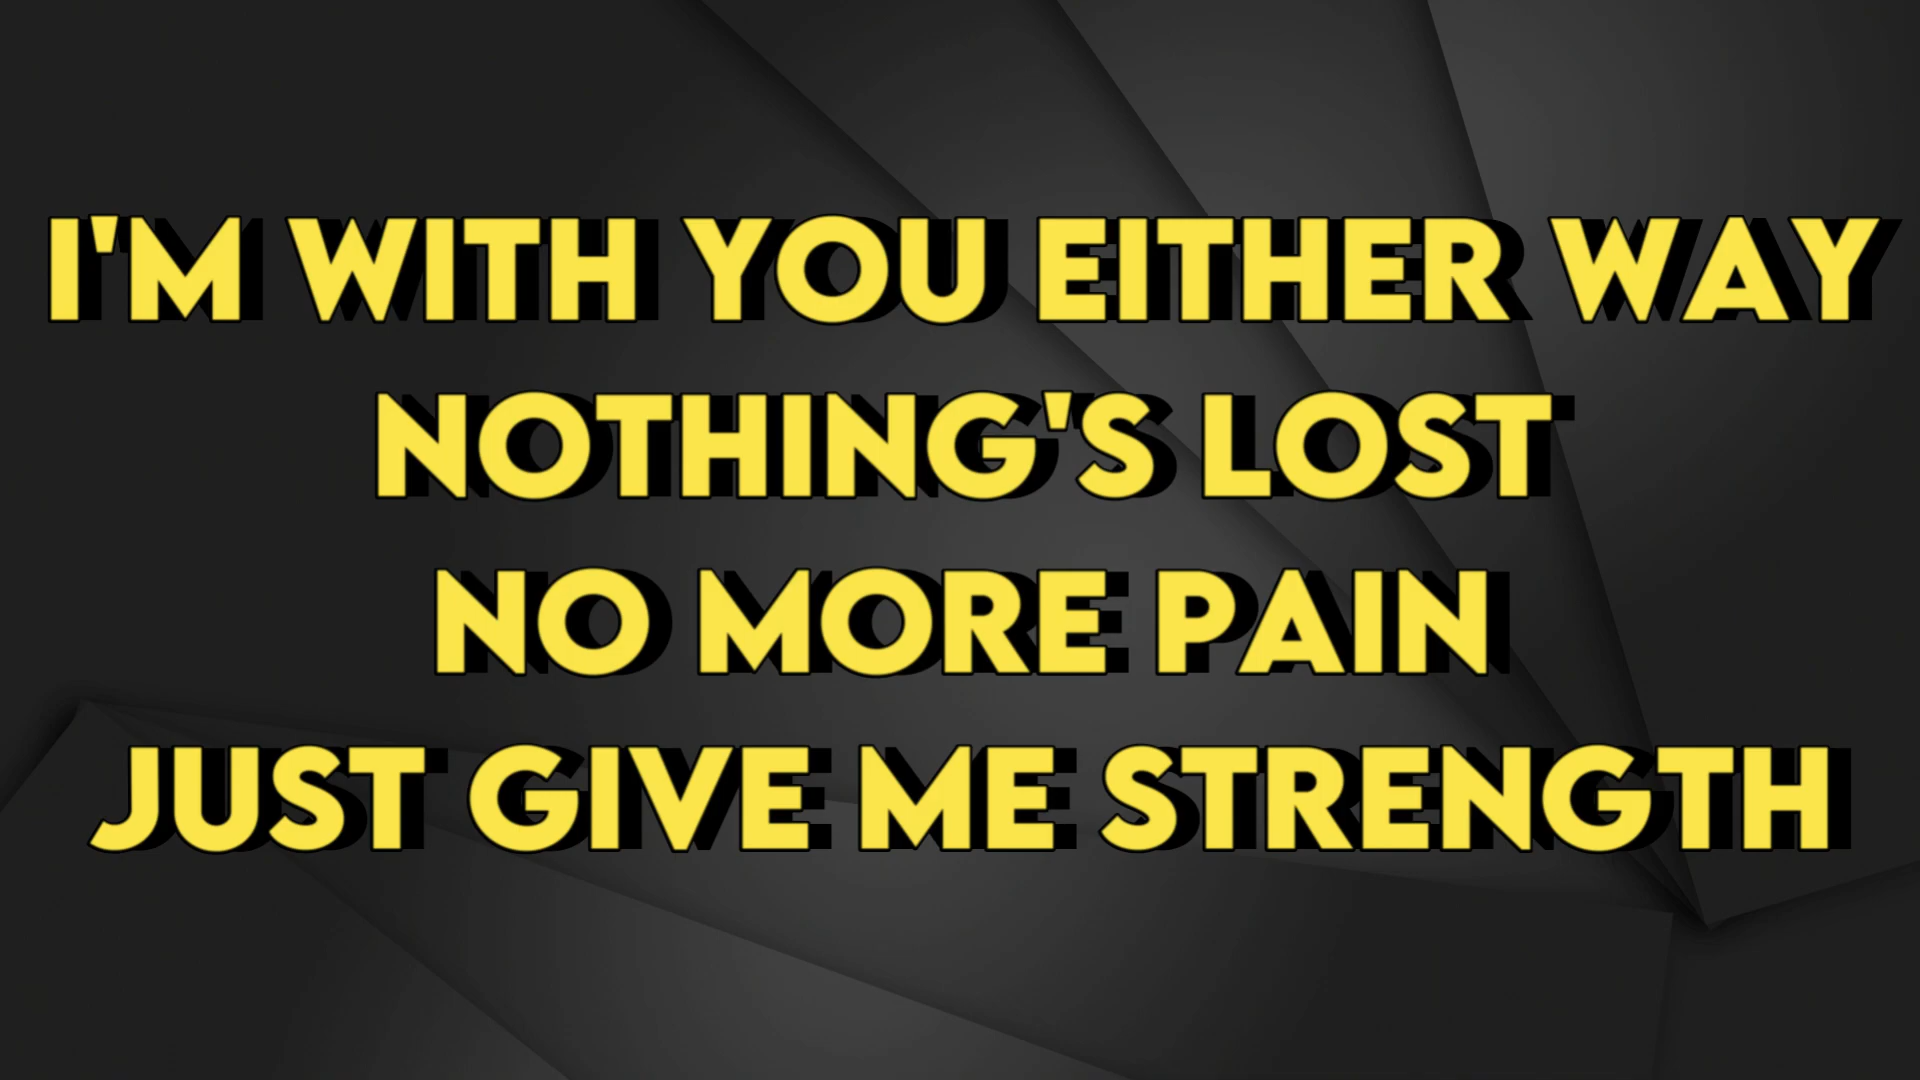 I'M WITH YOU EITHER WAY
NOTHING'S LOST
NO MORE PAIN
JUST GIVE ME STRENGTH